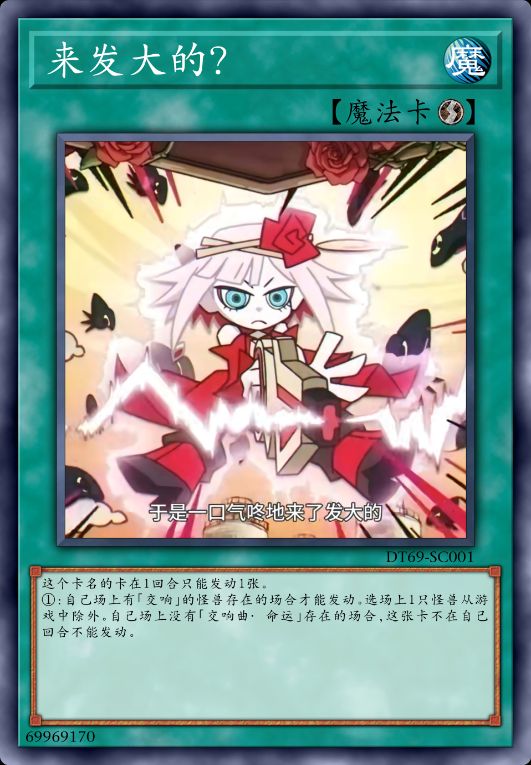 来发大的?
魔
【魔法卡】
于是一口气咚地来了发大的
DT69-SC001
这个卡名的卡在1回合只能发动1张。
①:自己场上有「交响」的怪兽存在的场合才能发动。选场上1只怪兽从游
戏中除外。自己场上没有「交响曲· 命运」存在的场合,这张卡不在自己
回合不能发动。
69969170